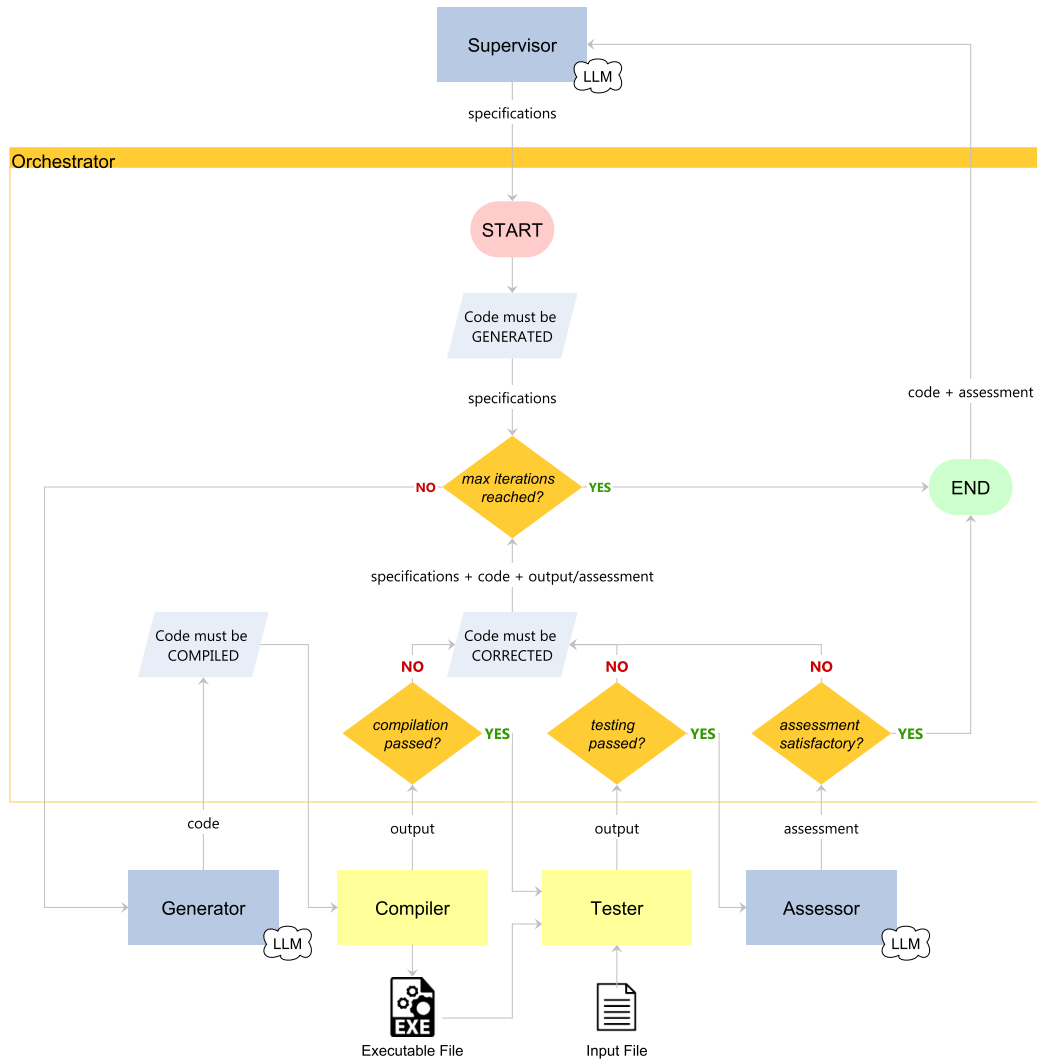 Supervisor
LLM
specifications
Orchestrator
START
Code must be
GENERATED
specifications
code + assessment
max iterations
reached?
NO
YES
END
specifications + code + output/assessment
Code must be
COMPILED
Code must be
CORRECTED
NO
NO
NO
compilation
passed?
YES
testing
passed?
YES
assessment
satisfactory?
YES
code
output
output
assessment
Generator
LLM
Compiler
Tester
Assessor
LLM
EXE
Executable File
Input File